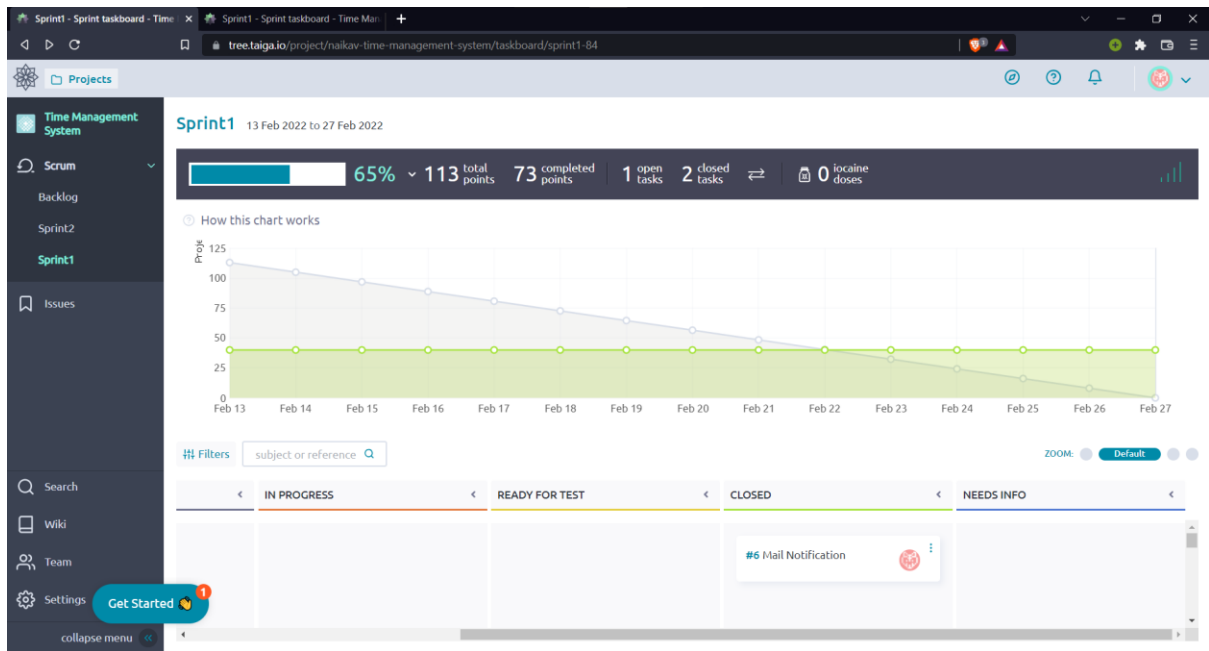 Sprint1 - Sprint taskboard - Time
Sprint1 - Sprint taskboard - Time Man
tree.taiga.io/project/naikav-time-management-system/taskboard/sprint1-84
Projects
Time Management
System
Scrum
Backlog
Sprint2
Sprint1
Issues
Search
Wiki
Team
Settings
Get Started
1
collapse menu
Sprint1 13 Feb 2022 to 27 Feb 2022
65% 113 total points 73 completed points 1 open tasks 2 closed tasks 0 iocaine doses
How this chart works
Proje
125
100
75
50
25
0
Feb 13 Feb 14 Feb 15 Feb 16 Feb 17 Feb 18 Feb 19 Feb 20 Feb 21 Feb 22 Feb 23 Feb 24 Feb 25 Feb 26 Feb 27
Filters subject or reference ZOOM: Default
IN PROGRESS READY FOR TEST CLOSED NEEDS INFO
#6 Mail Notification